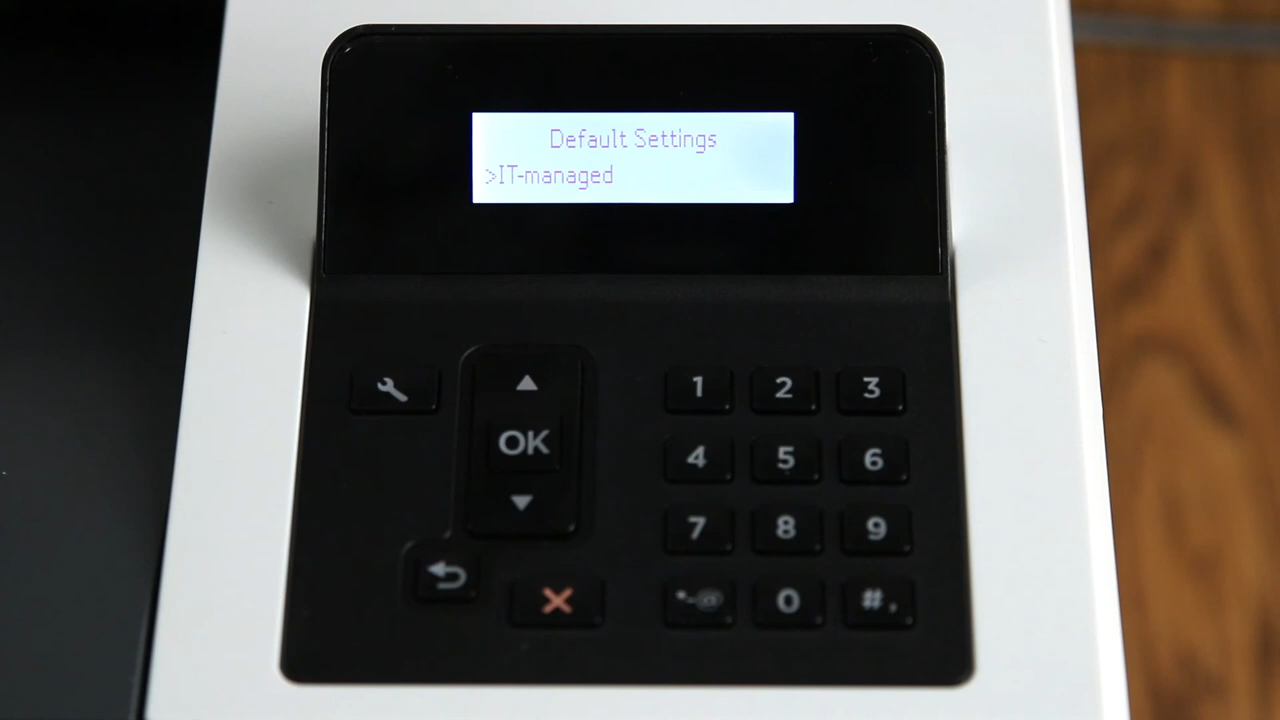 Default Settings
>IT-managed
1 2 3
OK
4 5 6
7 8 9
*-@ 0 #,